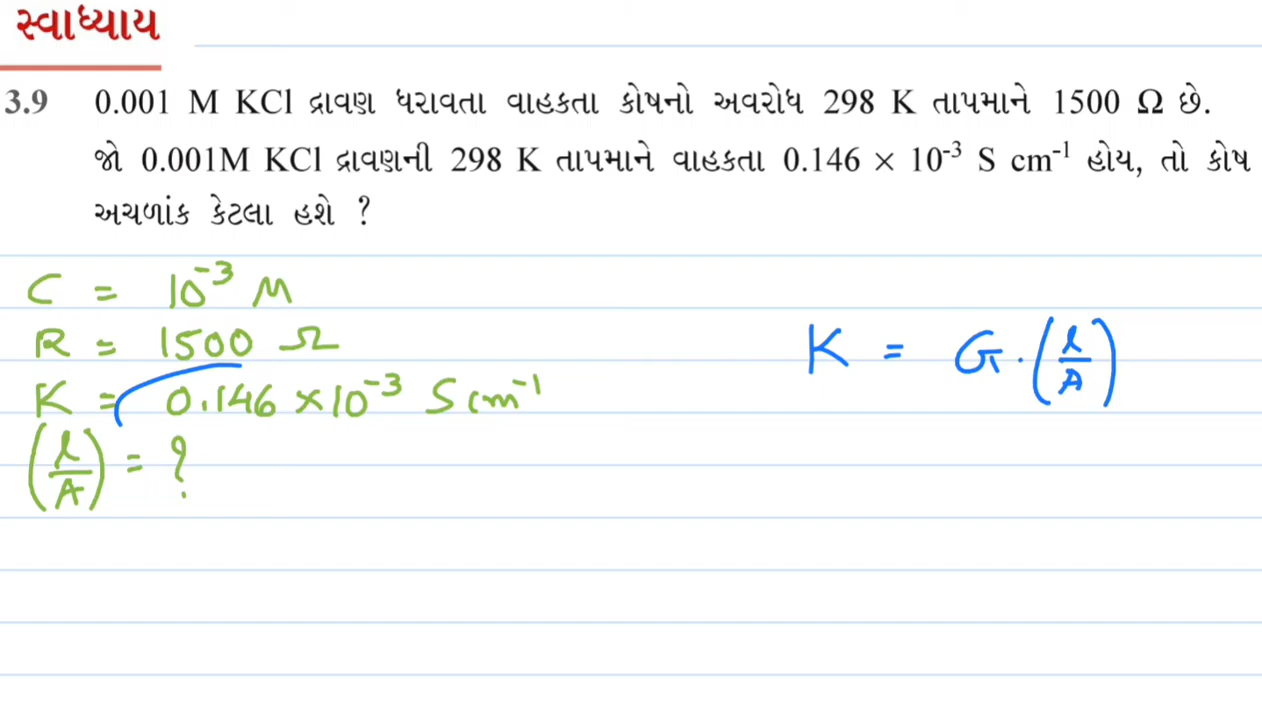 સ્વાધ્યાય
3.9 0.001 M KCl દ્રાવણ ધરાવતા વાહકતા કોષનો અવરોધ 298 K તાપમાને 1500 Ω છે.
જો 0.001M KCl દ્રાવણની 298 K તાપમાને વાહકતા 0.146 × 10⁻³ S cm⁻¹ હોય, તો કોષ
અચળાંક કેટલા હશે ?
C = 10⁻³ M
R = 1500 Ω
K = 0.146 × 10⁻³ S cm⁻¹
(l/A) = ?
K = G · (l/A)